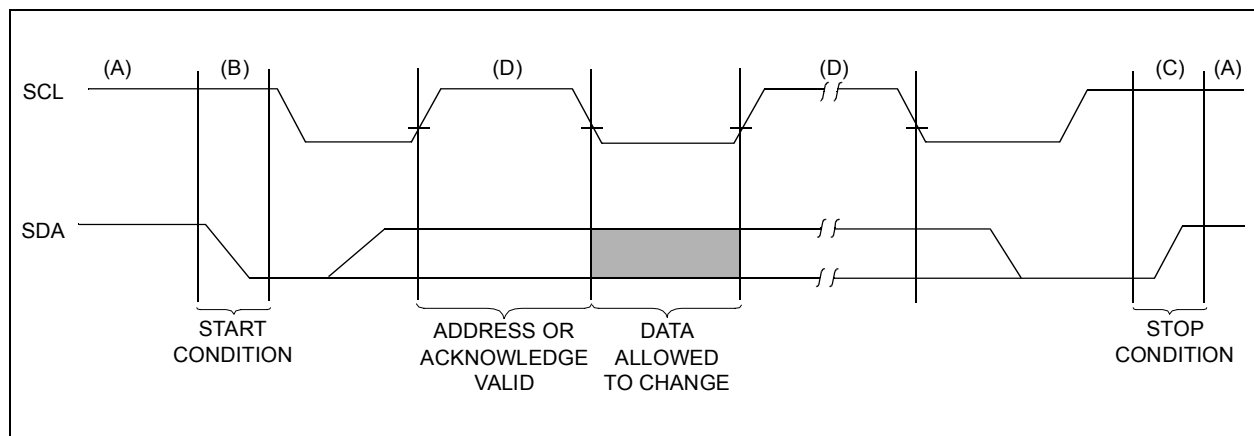 (A) (B) (D) (D) (C) (A)
SCL
SDA
START
CONDITION
ADDRESS OR
ACKNOWLEDGE
VALID
DATA
ALLOWED
TO CHANGE
STOP
CONDITION